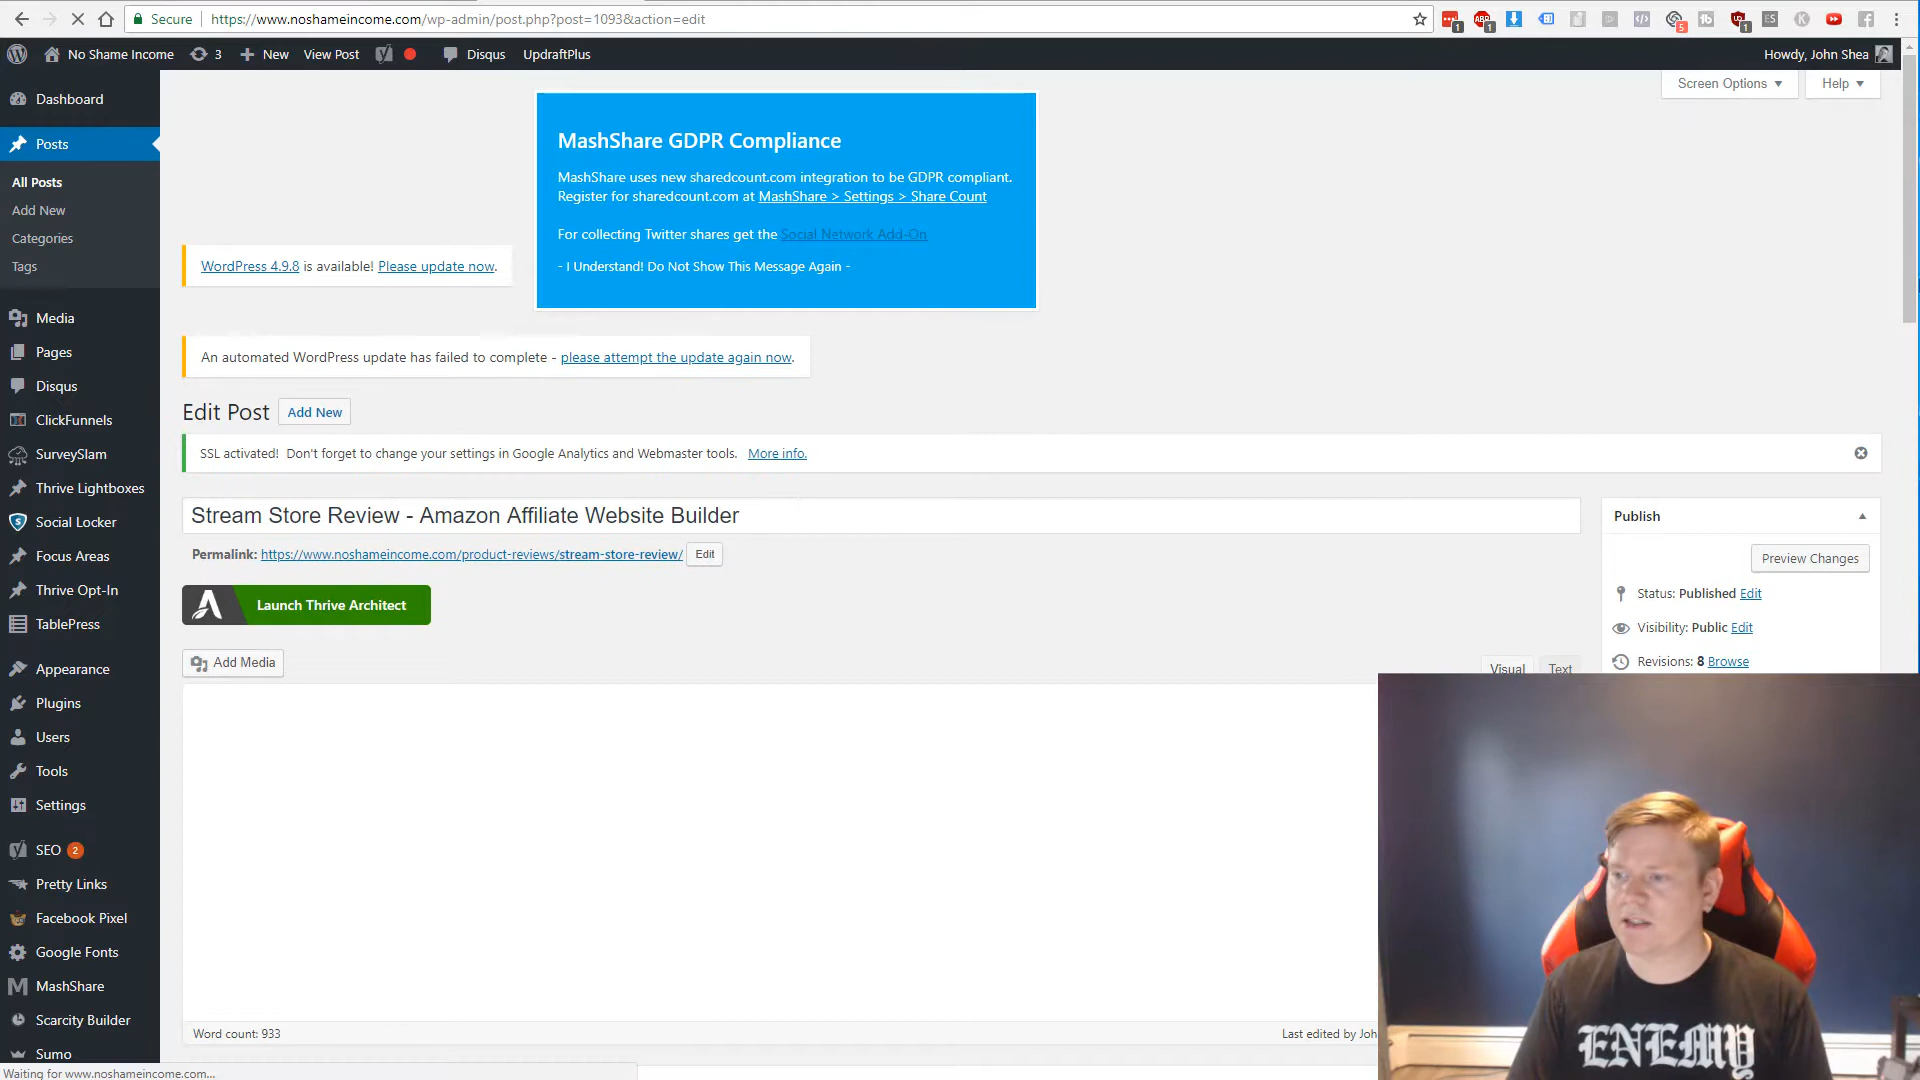 Secure https://www.noshameincome.com/wp-admin/post.php?post=1093&action=edit
1 1 5 1
No Shame Income 3 New View Post Disqus UpdraftPlus Howdy, John Shea
Screen Options Help
Dashboard
Posts
All Posts
Add New
Categories
Tags
Media
Pages
Disqus
ClickFunnels
SurveySlam
Thrive Lightboxes
Social Locker
Focus Areas
Thrive Opt-In
TablePress
Appearance
Plugins
Users
Tools
Settings
SEO 2
Pretty Links
Facebook Pixel
Google Fonts
MashShare
Scarcity Builder
Sumo
MashShare GDPR Compliance
MashShare uses new sharedcount.com integration to be GDPR compliant.
Register for sharedcount.com at MashShare > Settings > Share Count
For collecting Twitter shares get the Social Network Add-On
- I Understand! Do Not Show This Message Again -
WordPress 4.9.8 is available! Please update now.
An automated WordPress update has failed to complete - please attempt the update again now.
Edit Post Add New
SSL activated! Don't forget to change your settings in Google Analytics and Webmaster tools. More info.
Stream Store Review - Amazon Affiliate Website Builder
Permalink: https://www.noshameincome.com/product-reviews/stream-store-review/ Edit
Launch Thrive Architect
Add Media
Visual Text
Word count: 933
Last edited by Joh
Publish
Preview Changes
Status: Published Edit
Visibility: Public Edit
Revisions: 8 Browse
ENEMY
Waiting for www.noshameincome.com...